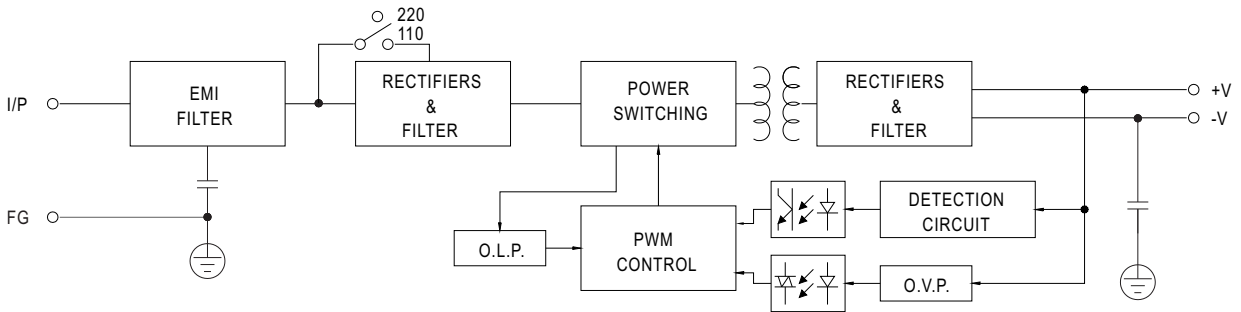 220
110
I/P
EMI
FILTER
RECTIFIERS
&
FILTER
POWER
SWITCHING
RECTIFIERS
&
FILTER
+V
-V
FG
O.L.P.
PWM
CONTROL
DETECTION
CIRCUIT
O.V.P.